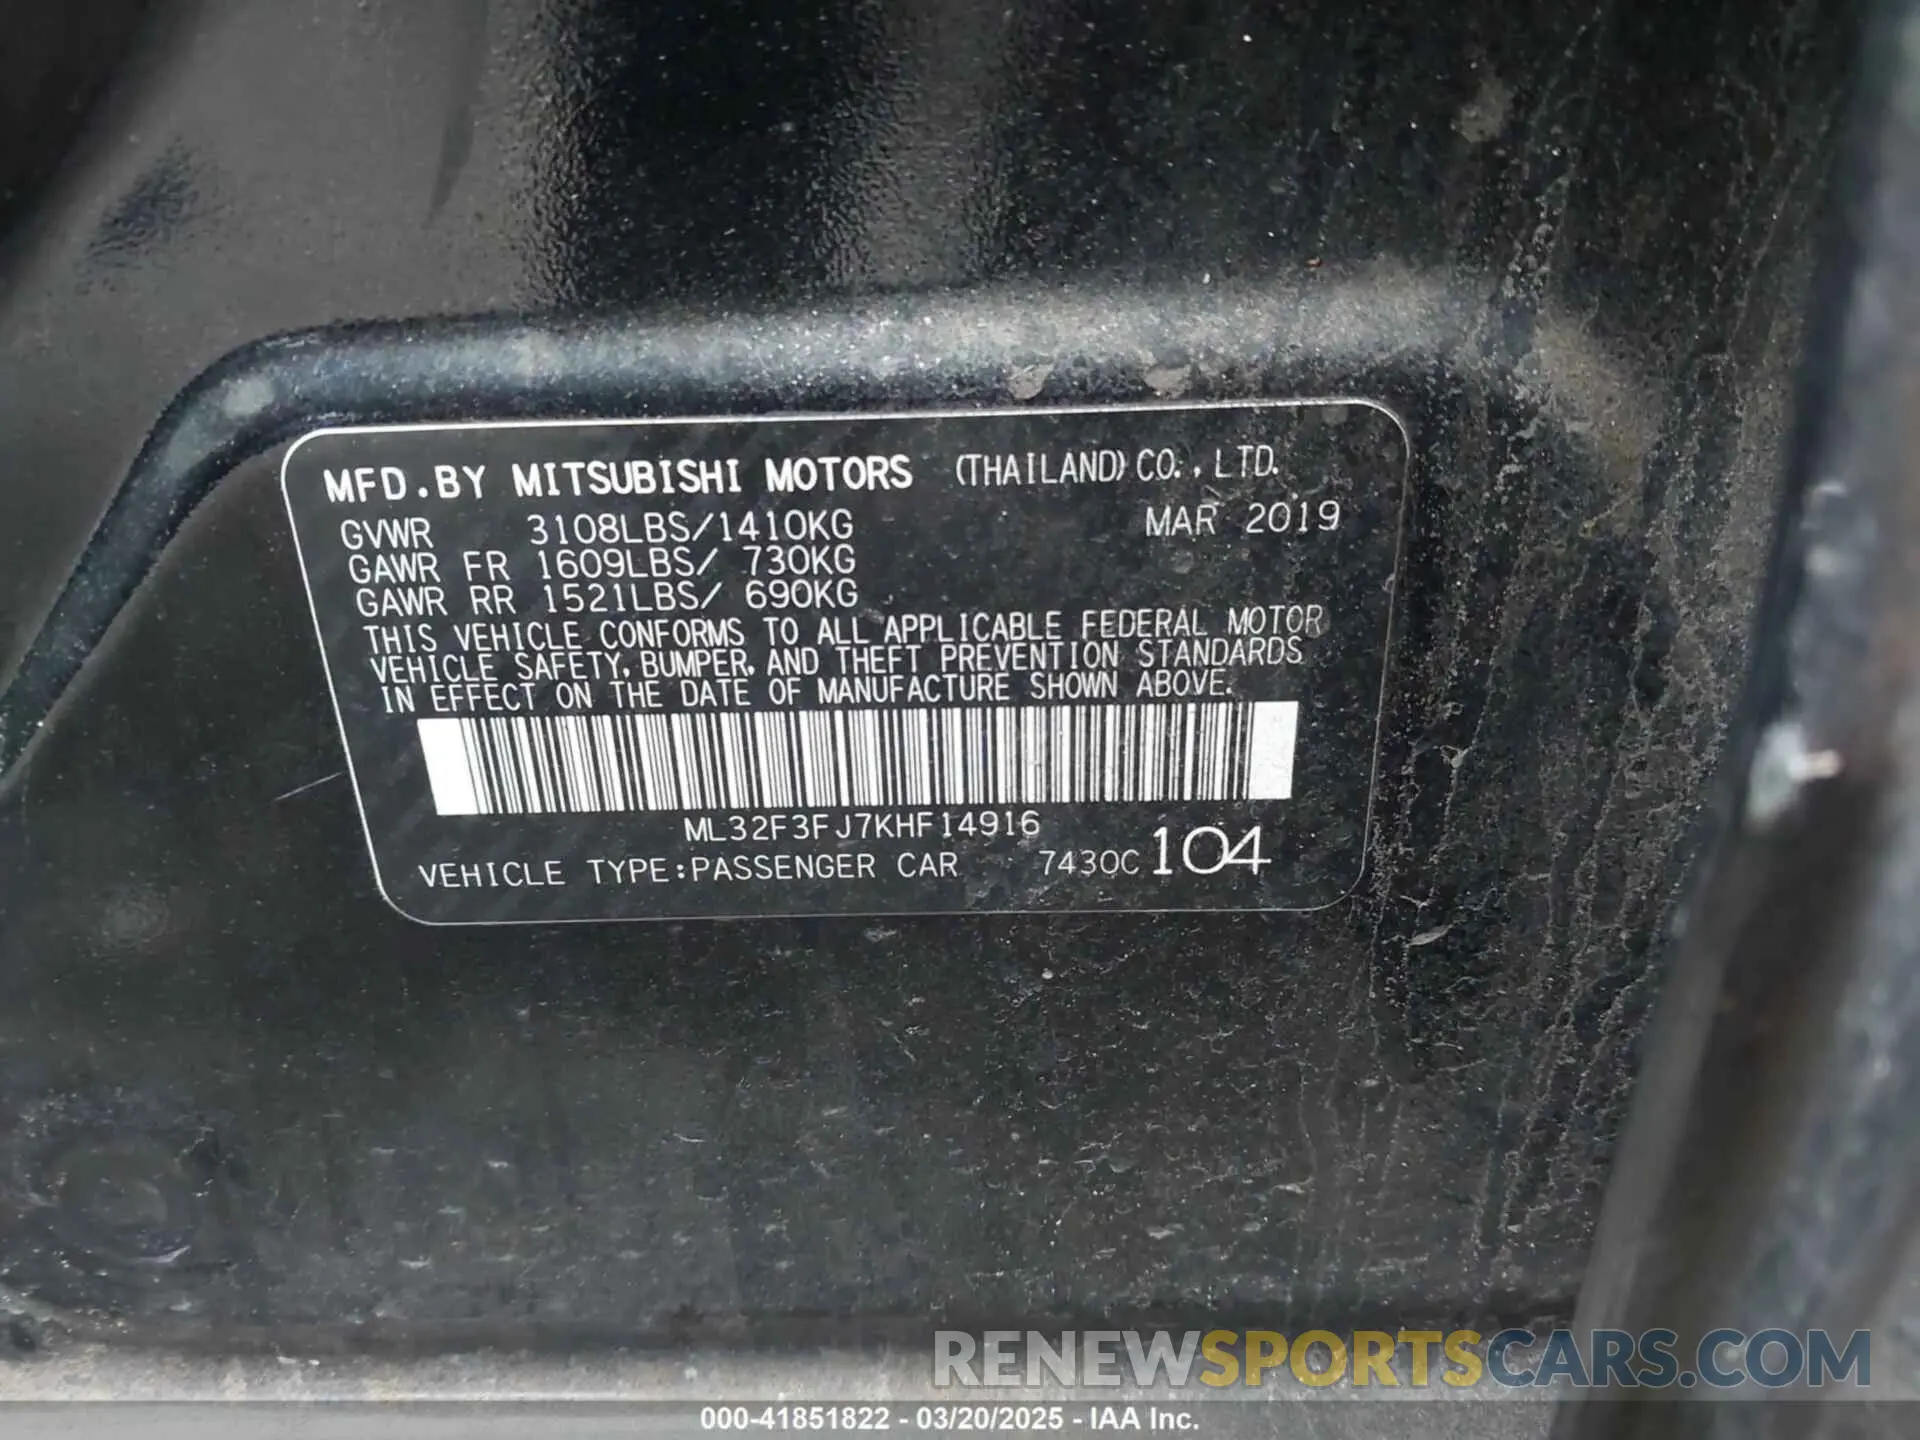 MFD.BY MITSUBISHI MOTORS (THAILAND) CO., LTD.
GVWR 3108LBS/1410KG MAR 2019
GAWR FR 1609LBS/ 730KG
GAWR RR 1521LBS/ 690KG
THIS VEHICLE CONFORMS TO ALL APPLICABLE FEDERAL MOTOR
VEHICLE SAFETY, BUMPER, AND THEFT PREVENTION STANDARDS
IN EFFECT ON THE DATE OF MANUFACTURE SHOWN ABOVE.
ML32F3FJ7KHF14916
VEHICLE TYPE:PASSENGER CAR 7430C 104
RENEWSPORTSCARS.COM
000-41851822 - 03/20/2025 - IAA Inc.